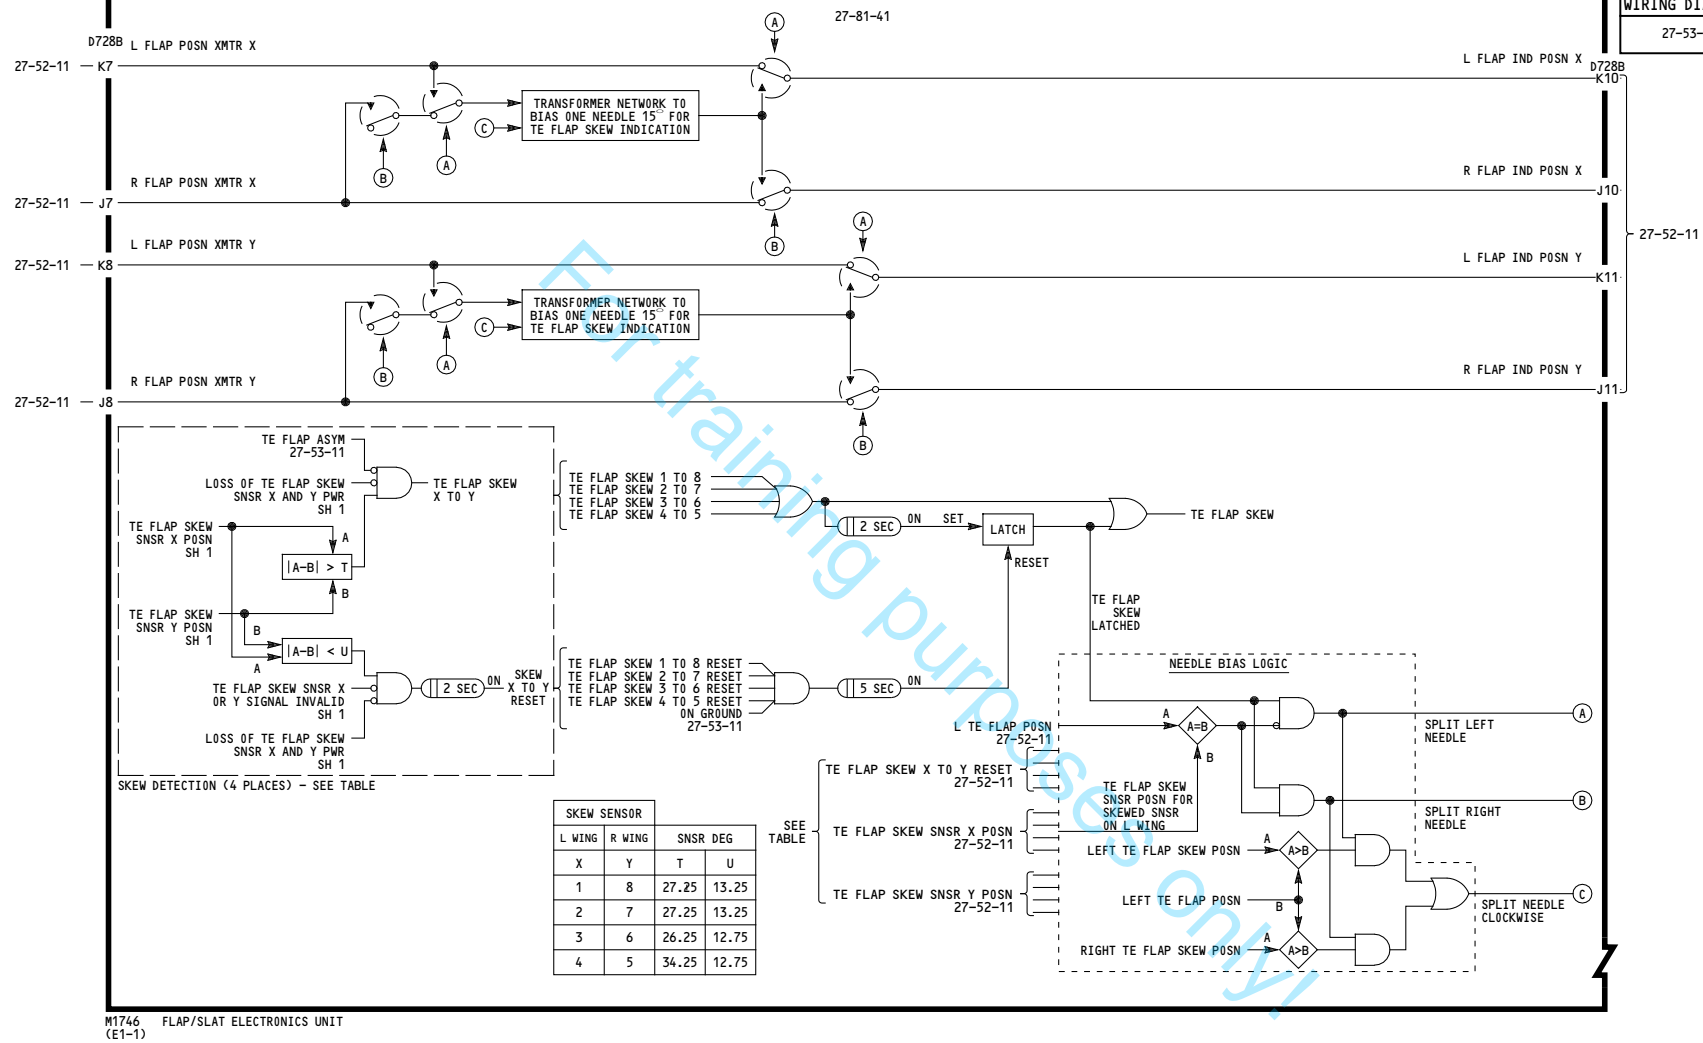 27-81-41
WIRING DI
27-53-
D728B
L FLAP POSN XMTR X
27-52-11
K7
L FLAP IND POSN X
D728B
K10
A
TRANSFORMER NETWORK TO
BIAS ONE NEEDLE 15° FOR
TE FLAP SKEW INDICATION
C
B
A
R FLAP POSN XMTR X
27-52-11
J7
R FLAP IND POSN X
J10
B
27-52-11
L FLAP POSN XMTR Y
27-52-11
K8
L FLAP IND POSN Y
K11
A
TRANSFORMER NETWORK TO
BIAS ONE NEEDLE 15° FOR
TE FLAP SKEW INDICATION
C
B
A
R FLAP POSN XMTR Y
27-52-11
J8
R FLAP IND POSN Y
J11
B
TE FLAP ASYM
27-53-11
LOSS OF TE FLAP SKEW
SNSR X AND Y PWR
SH 1
TE FLAP SKEW
X TO Y
TE FLAP SKEW
SNSR X POSN
SH 1
A
|A-B| > T
B
TE FLAP SKEW
SNSR Y POSN
SH 1
B
|A-B| < U
A
TE FLAP SKEW SNSR X
OR Y SIGNAL INVALID
SH 1
2 SEC
ON
SKEW
X TO Y
RESET
LOSS OF TE FLAP SKEW
SNSR X AND Y PWR
SH 1
SKEW DETECTION (4 PLACES) - SEE TABLE
TE FLAP SKEW 1 TO 8
TE FLAP SKEW 2 TO 7
TE FLAP SKEW 3 TO 6
TE FLAP SKEW 4 TO 5
2 SEC
ON
SET
LATCH
RESET
TE FLAP SKEW
TE FLAP
SKEW
LATCHED
TE FLAP SKEW 1 TO 8 RESET
TE FLAP SKEW 2 TO 7 RESET
TE FLAP SKEW 3 TO 6 RESET
TE FLAP SKEW 4 TO 5 RESET
ON GROUND
27-53-11
5 SEC
ON
NEEDLE BIAS LOGIC
L TE FLAP POSN
27-52-11
A
A=B
B
SPLIT LEFT
NEEDLE
A
SEE
TABLE
TE FLAP SKEW X TO Y RESET
27-52-11
TE FLAP SKEW SNSR X POSN
27-52-11
TE FLAP SKEW SNSR Y POSN
27-52-11
TE FLAP SKEW
SNSR POSN FOR
SKEWED SNSR
ON L WING
SPLIT RIGHT
NEEDLE
B
LEFT TE FLAP SKEW POSN
A
A>B
LEFT TE FLAP POSN
B
RIGHT TE FLAP SKEW POSN
A
A>B
SPLIT NEEDLE
CLOCKWISE
C
SKEW SENSOR
L WING R WING SNSR DEG
X Y T U
1 8 27.25 13.25
2 7 27.25 13.25
3 6 26.25 12.75
4 5 34.25 12.75
For training purposes only!
M1746 FLAP/SLAT ELECTRONICS UNIT
(E1-1)